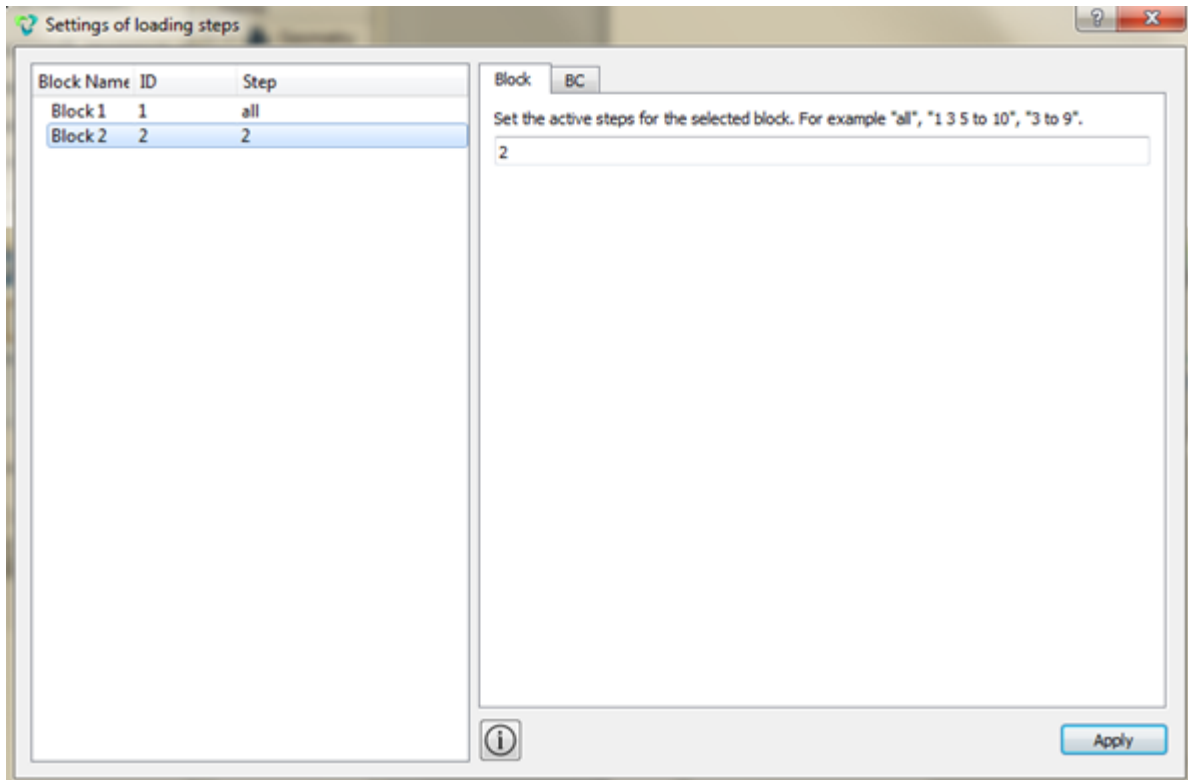 Settings of loading steps
Block Name ID Step
Block 1 1 all
Block 2 2 2
Block BC
Set the active steps for the selected block. For example "all", "1 3 5 to 10", "3 to 9".
2
Apply